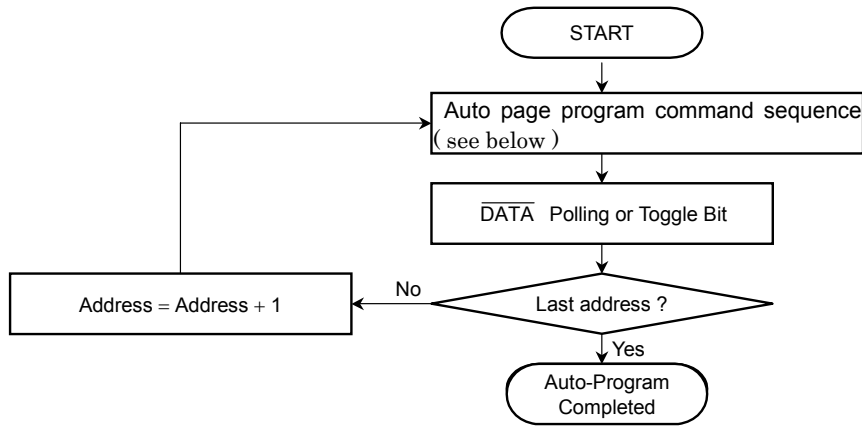 START
Auto page program command sequence
( see below )
D̅A̅T̅A̅ Polling or Toggle Bit
Last address ?
No
Address = Address + 1
Yes
Auto-Program
Completed